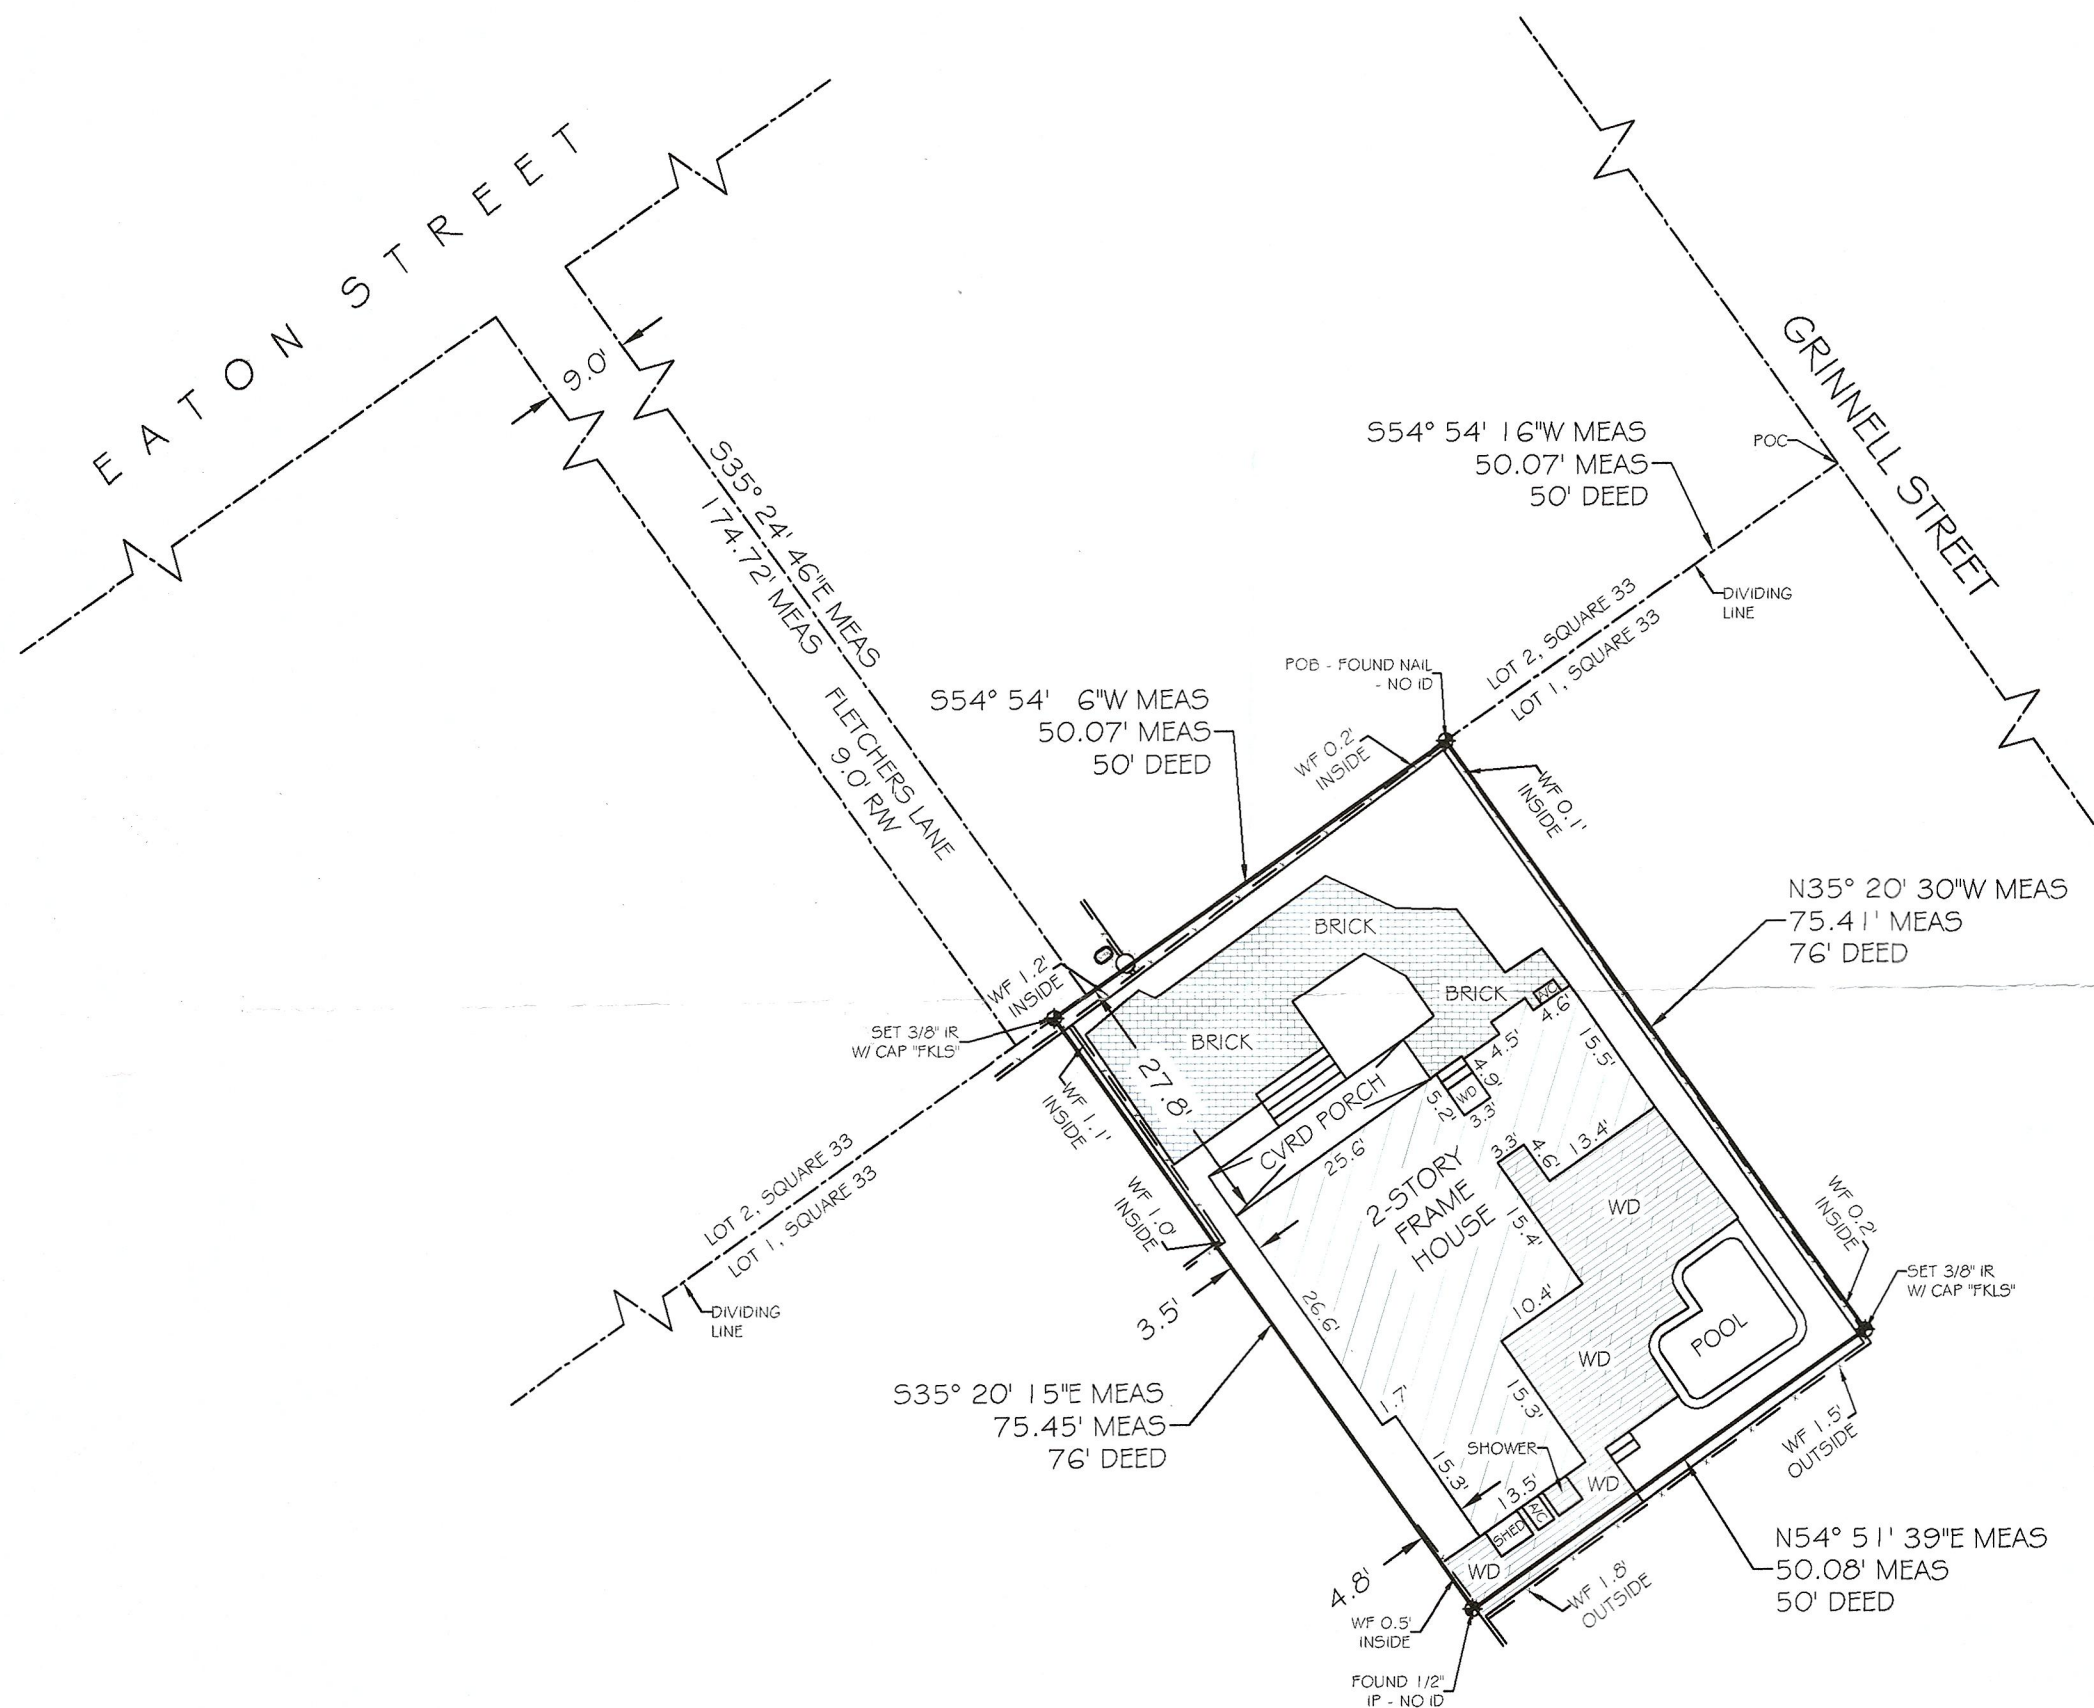 EATON STREET
9.0'
S35° 24' 46"E MEAS
174.72' MEAS
FLETCHERS LANE
9.0' R/W
GRINNELL STREET
S54° 54' 16"W MEAS
50.07' MEAS
50' DEED
POC
DIVIDING
LINE
LOT 2, SQUARE 33
LOT 1, SQUARE 33
POB - FOUND NAIL
- NO ID
S54° 54' 6"W MEAS
50.07' MEAS
50' DEED
WF 0.2'
INSIDE
WF 0.1'
INSIDE
N35° 20' 30"W MEAS
75.41' MEAS
76' DEED
BRICK
BRICK
BRICK
A/C
4.6'
WF 1.2'
INSIDE
SET 3/8" IR
W/ CAP "FKLS"
WF 1.1'
INSIDE
27.8'
CVRD PORCH
25.6'
5.2'
WD
4.9'
3.3'
4.5'
15.5'
2-STORY
FRAME
HOUSE
3.3'
4.6'
13.4'
WD
15.4'
10.4'
WF 1.0'
INSIDE
LOT 2, SQUARE 33
LOT 1, SQUARE 33
DIVIDING
LINE
3.5'
26.6'
WD
POOL
WF 0.2'
INSIDE
SET 3/8" IR
W/ CAP "FKLS"
S35° 20' 15"E MEAS
75.45' MEAS
76' DEED
1.7'
15.3'
15.3'
SHOWER
13.5'
WD
SHED
A/C
WD
WF 1.5'
OUTSIDE
N54° 51' 39"E MEAS
50.08' MEAS
50' DEED
WF 1.8'
OUTSIDE
4.8'
WF 0.5'
INSIDE
FOUND 1/2"
IP - NO ID